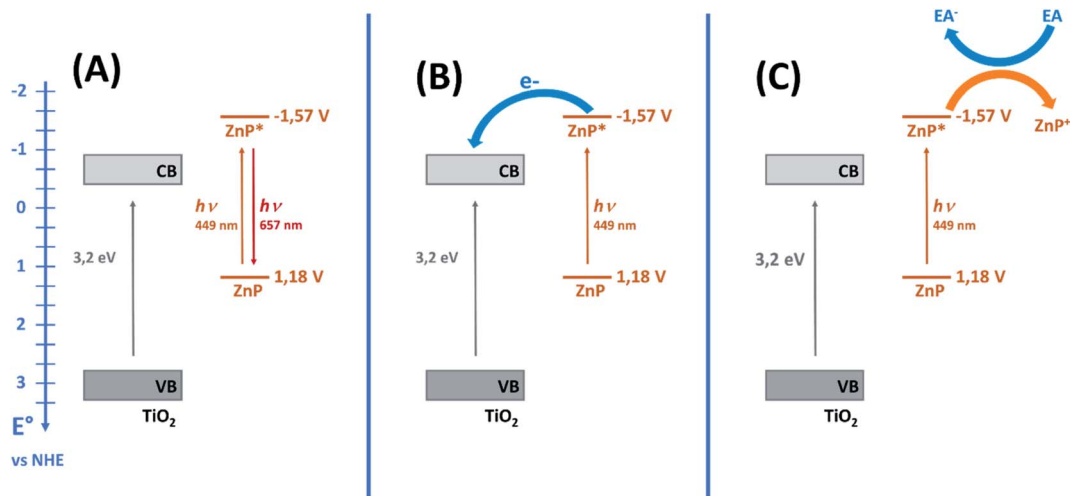 (A)
-2
-1
0
1
2
3
E°
vs NHE
-1,57 V
ZnP*
CB
hν
449 nm
hν
657 nm
3,2 eV
1,18 V
ZnP
VB
TiO₂
(B)
e-
-1,57 V
ZnP*
CB
hν
449 nm
3,2 eV
1,18 V
ZnP
VB
TiO₂
(C)
EA⁻
EA
-1,57 V
ZnP*
ZnP⁺
CB
hν
449 nm
3,2 eV
1,18 V
ZnP
VB
TiO₂